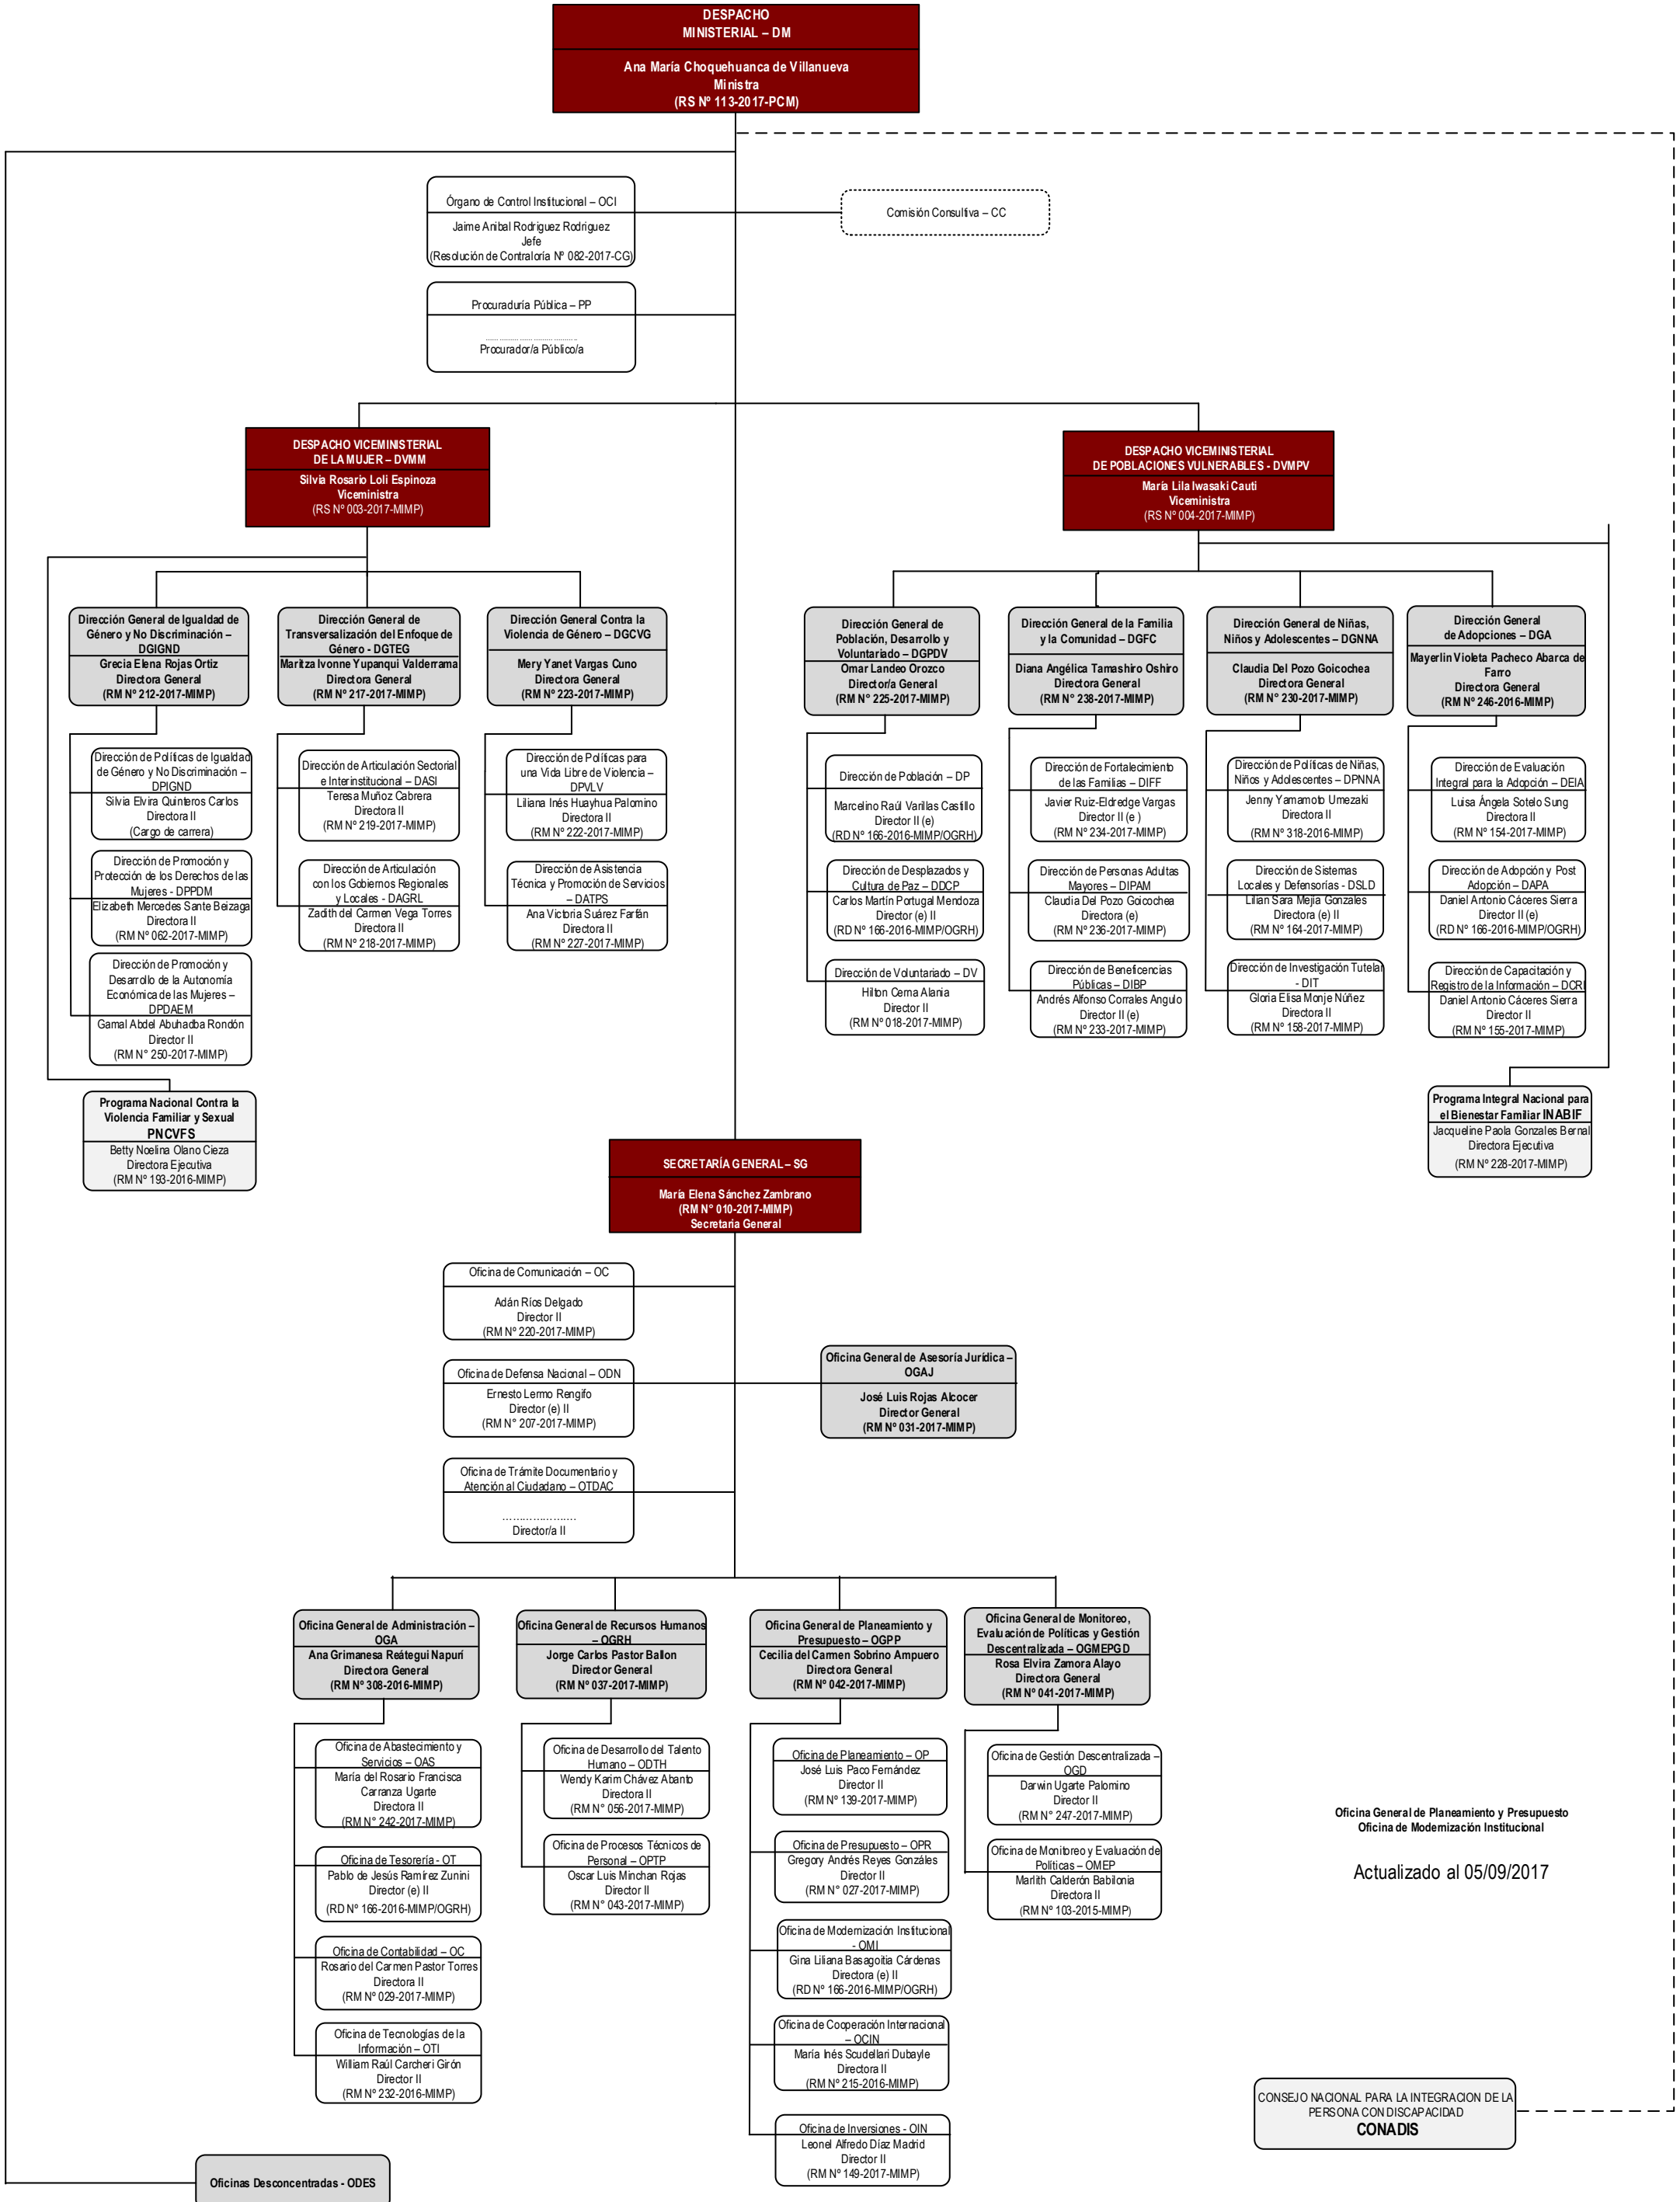 DESPACHO
MINISTERIAL – DM
Ana María Choquehuanca de Villanueva
Ministra
(RS Nº 113-2017-PCM)
Órgano de Control Institucional – OCI
Jaime Anibal Rodriguez Rodriguez
Jefe
(Resolución de Contraloría Nº 082-2017-CG)
Comisión Consultiva – CC
Procuraduría Pública – PP
........................................
Procurador/a Público/a
DESPACHO VICEMINISTERIAL
DE LA MUJER – DVMM
Silvia Rosario Loli Espinoza
Viceministra
(RS Nº 003-2017-MIMP)
DESPACHO VICEMINISTERIAL
DE POBLACIONES VULNERABLES - DVMPV
María Lila Iwasaki Cauti
Viceministra
(RS Nº 004-2017-MIMP)
Dirección General de Igualdad de
Género y No Discriminación –
DGIGND
Grecia Elena Rojas Ortiz
Directora General
(RM Nº 212-2017-MIMP)
Dirección General de
Transversalización del Enfoque de
Género - DGTEG
Maritza Ivonne Yupanqui Valderrama
Directora General
(RM Nº 217-2017-MIMP)
Dirección General Contra la
Violencia de Género – DGCVG
Mery Yanet Vargas Cuno
Directora General
(RM Nº 223-2017-MIMP)
Dirección General de
Población, Desarrollo y
Voluntariado – DGPDV
Omar Landeo Orozco
Director/a General
(RM Nº 225-2017-MIMP)
Dirección General de la Familia
y la Comunidad – DGFC
Diana Angélica Tamashiro Oshiro
Directora General
(RM Nº 238-2017-MIMP)
Dirección General de Niñas,
Niños y Adolescentes – DGNNA
Claudia Del Pozo Goicochea
Directora General
(RM Nº 230-2017-MIMP)
Dirección General
de Adopciones – DGA
Mayerlin Violeta Pacheco Abarca de
Farro
Directora General
(RM Nº 246-2016-MIMP)
Dirección de Políticas de Igualdad
de Género y No Discriminación –
DPIGND
Silvia Elvira Quinteros Carlos
Directora II
(Cargo de carrera)
Dirección de Promoción y
Protección de los Derechos de las
Mujeres - DPPDM
Elizabeth Mercedes Sante Beizaga
Directora II
(RM Nº 062-2017-MIMP)
Dirección de Promoción y
Desarrollo de la Autonomía
Económica de las Mujeres –
DPDAEM
Gamal Abdel Abuhadba Rondón
Director II
(RM N° 250-2017-MIMP)
Dirección de Articulación Sectorial
e Interinstitucional – DASI
Teresa Muñoz Cabrera
Directora II
(RM Nº 219-2017-MIMP)
Dirección de Articulación
con los Gobiernos Regionales
y Locales - DAGRL
Zadith del Carmen Vega Torres
Directora II
(RM Nº 218-2017-MIMP)
Dirección de Políticas para
una Vida Libre de Violencia –
DPVLV
Liliana Inés Huayhua Palomino
Directora II
(RM Nº 222-2017-MIMP)
Dirección de Asistencia
Técnica y Promoción de Servicios
– DATPS
Ana Victoria Suárez Farfán
Directora II
(RM Nº 227-2017-MIMP)
Dirección de Población – DP
Marcelino Raúl Varillas Castillo
Director II (e)
(RD Nº 166-2016-MIMP/OGRH)
Dirección de Desplazados y
Cultura de Paz – DDCP
Carlos Martín Portugal Mendoza
Director (e) II
(RD Nº 166-2016-MIMP/OGRH)
Dirección de Voluntariado – DV
Hilton Cerna Alania
Director II
(RM Nº 018-2017-MIMP)
Dirección de Fortalecimiento
de las Familias – DIFF
Javier Ruiz-Eldredge Vargas
Director II (e )
(RM Nº 234-2017-MIMP)
Dirección de Personas Adultas
Mayores – DIPAM
Claudia Del Pozo Goicochea
Directora (e)
(RM Nº 236-2017-MIMP)
Dirección de Beneficencias
Públicas – DIBP
Andrés Alfonso Corrales Angulo
Director II (e)
(RM Nº 233-2017-MIMP)
Dirección de Políticas de Niñas,
Niños y Adolescentes – DPNNA
Jenny Yamamoto Umezaki
Directora II
(RM Nº 318-2016-MIMP)
Dirección de Sistemas
Locales y Defensorías - DSLD
Lilian Sara Mejía Gonzales
Directora (e) II
(RM Nº 164-2017-MIMP)
Dirección de Investigación Tutelar
- DIT
Gloria Elisa Monje Núñez
Directora II
(RM Nº 158-2017-MIMP)
Dirección de Evaluación
Integral para la Adopción – DEIA
Luisa Ángela Sotelo Sung
Directora II
(RM Nº 154-2017-MIMP)
Dirección de Adopción y Post
Adopción – DAPA
Daniel Antonio Cáceres Sierra
Director II (e)
(RD Nº 166-2016-MIMP/OGRH)
Dirección de Capacitación y
Registro de la Información – DCRI
Daniel Antonio Cáceres Sierra
Director II
(RM Nº 155-2017-MIMP)
Programa Nacional Contra la
Violencia Familiar y Sexual
PNCVFS
Betty Noelina Olano Cieza
Directora Ejecutiva
(RM Nº 193-2016-MIMP)
Programa Integral Nacional para
el Bienestar Familiar INABIF
Jacqueline Paola Gonzales Bernal
Directora Ejecutiva
(RM Nº 228-2017-MIMP)
SECRETARÍA GENERAL – SG
María Elena Sánchez Zambrano
(RM N° 010-2017-MIMP)
Secretaria General
Oficina de Comunicación – OC
Adán Ríos Delgado
Director II
(RM Nº 220-2017-MIMP)
Oficina de Defensa Nacional – ODN
Ernesto Lermo Rengifo
Director (e) II
(RM N° 207-2017-MIMP)
Oficina General de Asesoría Jurídica –
OGAJ
José Luis Rojas Alcocer
Director General
(RM Nº 031-2017-MIMP)
Oficina de Trámite Documentario y
Atención al Ciudadano – OTDAC
........................
Director/a II
Oficina General de Administración –
OGA
Ana Grimanesa Reátegui Napurí
Directora General
(RM Nº 308-2016-MIMP)
Oficina General de Recursos Humanos
– OGRH
Jorge Carlos Pastor Ballon
Director General
(RM Nº 037-2017-MIMP)
Oficina General de Planeamiento y
Presupuesto – OGPP
Cecilia del Carmen Sobrino Ampuero
Directora General
(RM Nº 042-2017-MIMP)
Oficina General de Monitoreo,
Evaluación de Políticas y Gestión
Descentralizada – OGMEPGD
Rosa Elvira Zamora Alayo
Directora General
(RM Nº 041-2017-MIMP)
Oficina de Abastecimiento y
Servicios – OAS
María del Rosario Francisca
Carranza Ugarte
Directora II
(RM N° 242-2017-MIMP)
Oficina de Tesorería - OT
Pablo de Jesús Ramírez Zunini
Director (e) II
(RD Nº 166-2016-MIMP/OGRH)
Oficina de Contabilidad – OC
Rosario del Carmen Pastor Torres
Directora II
(RM Nº 029-2017-MIMP)
Oficina de Tecnologías de la
Información – OTI
William Raúl Carcheri Girón
Director II
(RM Nº 232-2016-MIMP)
Oficina de Desarrollo del Talento
Humano – ODTH
Wendy Karim Chávez Abanto
Directora II
(RM N° 056-2017-MIMP)
Oficina de Procesos Técnicos de
Personal – OPTP
Oscar Luis Minchan Rojas
Director II
(RM N° 043-2017-MIMP)
Oficina de Planeamiento – OP
José Luis Paco Fernández
Director II
(RM N° 139-2017-MIMP)
Oficina de Presupuesto – OPR
Gregory Andrés Reyes Gonzáles
Director II
(RM N° 027-2017-MIMP)
Oficina de Modernización Institucional
- OMI
Gina Liliana Basagoitia Cárdenas
Directora (e) II
(RD Nº 166-2016-MIMP/OGRH)
Oficina de Cooperación Internacional
– OCIN
María Inés Scudellari Dubayle
Directora II
(RM Nº 215-2016-MIMP)
Oficina de Inversiones - OIN
Leonel Alfredo Díaz Madrid
Director II
(RM Nº 149-2017-MIMP)
Oficina de Gestión Descentralizada –
OGD
Darwin Ugarte Palomino
Director II
(RM N° 247-2017-MIMP)
Oficina de Monitoreo y Evaluación de
Políticas – OMEP
Marlith Calderón Babilonia
Directora II
(RM Nº 103-2015-MIMP)
Oficina General de Planeamiento y Presupuesto
Oficina de Modernización Institucional
Actualizado al 05/09/2017
CONSEJO NACIONAL PARA LA INTEGRACION DE LA
PERSONA CON DISCAPACIDAD
CONADIS
Oficinas Desconcentradas - ODES